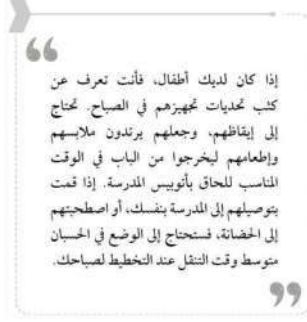 إذا كان لديك أطفال، فأنت تعرف عن
كثب تحديات تجهيزهم في الصباح. تحتاج
إلى إيقاظهم، وجعلهم يرتدون ملابسهم
وإطعامهم ليخرجوا من الباب في الوقت
المناسب للحاق بأتوبيس المدرسة. إذا قمت
بتوصيلهم إلى المدرسة بنفسك، أو اصطحبتهم
إلى الحضانة، فستحتاج إلى الوضع في الحسبان
متوسط وقت التنقل عند التخطيط لصباحك.